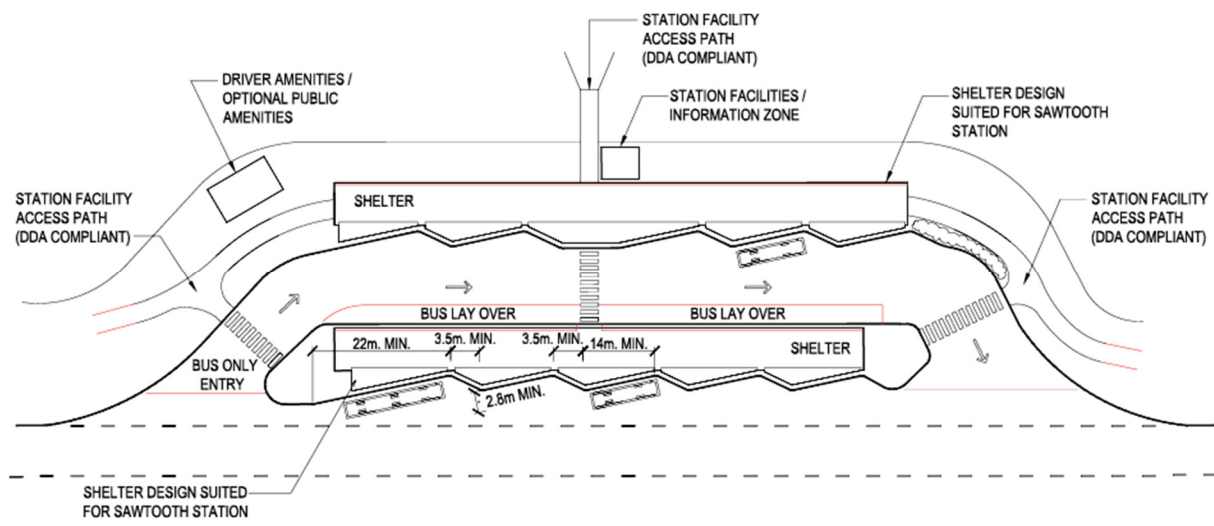 STATION FACILITY
ACCESS PATH
(DDA COMPLIANT)
DRIVER AMENITIES /
OPTIONAL PUBLIC
AMENITIES
STATION FACILITIES /
INFORMATION ZONE
SHELTER DESIGN
SUITED FOR SAWTOOTH
STATION
STATION FACILITY
ACCESS PATH
(DDA COMPLIANT)
SHELTER
STATION FACILITY
ACCESS PATH
(DDA COMPLIANT)
BUS LAY OVER
BUS LAY OVER
22m. MIN.
3.5m. MIN.
3.5m. MIN.
14m. MIN.
SHELTER
BUS ONLY
ENTRY
2.8m MIN.
SHELTER DESIGN SUITED
FOR SAWTOOTH STATION